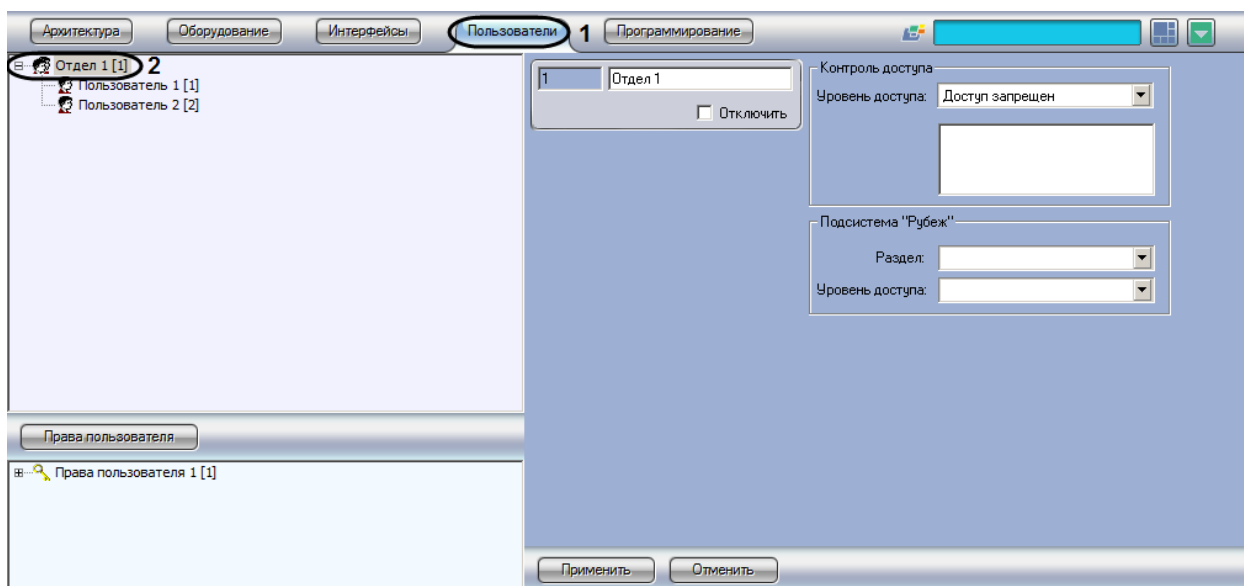 Архитектура Оборудование Интерфейсы Пользователи 1 Программирование
Отдел 1 [1] 2
Пользователь 1 [1]
Пользователь 2 [2]
1 Отдел 1
Отключить
Контроль доступа
Уровень доступа: Доступ запрещен
Подсистема "Рубеж"
Раздел:
Уровень доступа:
Права пользователя
Права пользователя 1 [1]
Применить Отменить